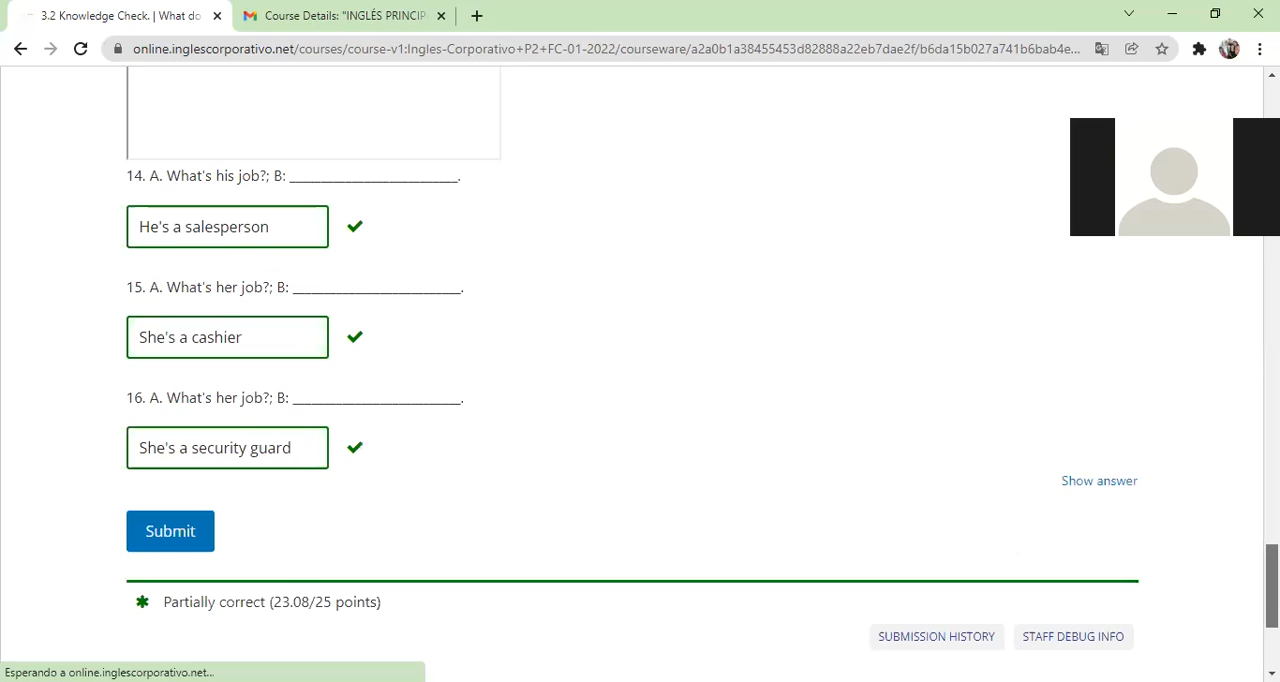 3.2 Knowledge Check. | What do
Course Details: "INGLÉS PRINCIP
online.inglescorporativo.net/courses/course-v1:Ingles-Corporativo+P2+FC-01-2022/courseware/a2a0b1a38455453d82888a22eb7dae2f/b6da15b027a741b6bab4e...
14. A. What's his job?; B: ________________________.
He's a salesperson
15. A. What's her job?; B: ________________________.
She's a cashier
16. A. What's her job?; B: ________________________.
She's a security guard
Show answer
Submit
Partially correct (23.08/25 points)
SUBMISSION HISTORY
STAFF DEBUG INFO
Esperando a online.inglescorporativo.net...